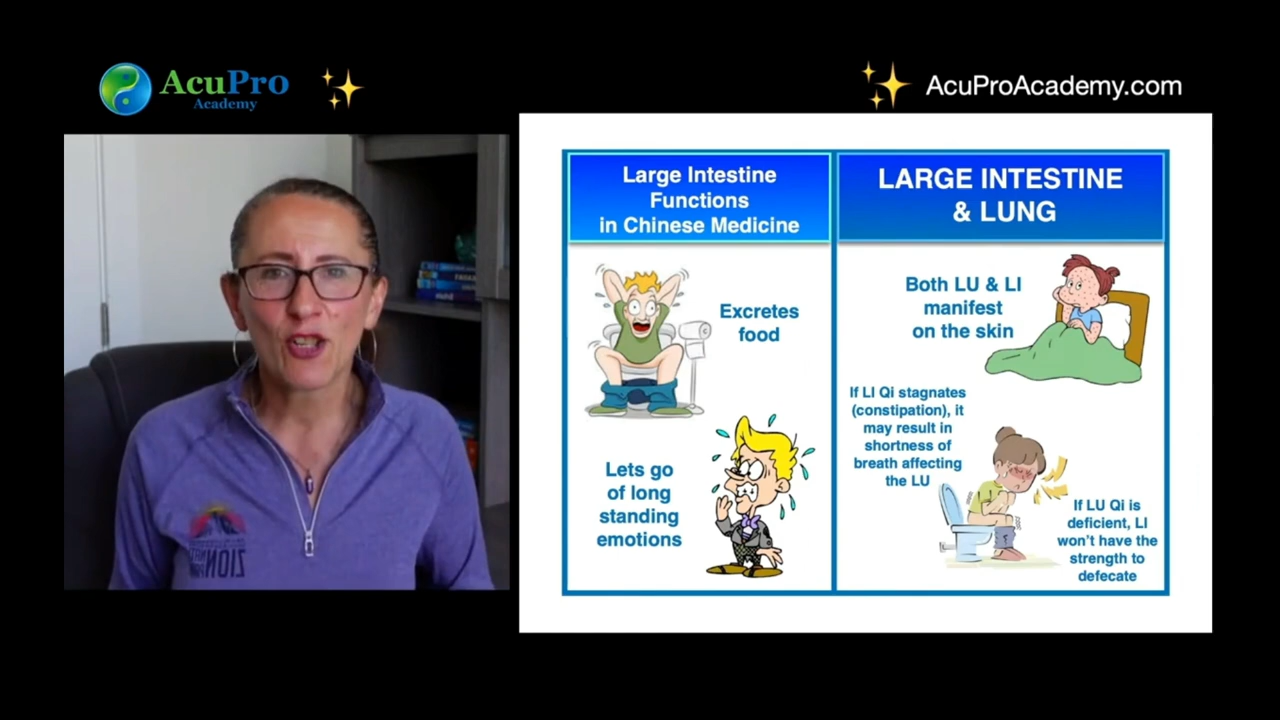 AcuPro
Academy
AcuProAcademy.com
ZION
Large Intestine
Functions
in Chinese Medicine
Excretes
food
Lets go
of long
standing
emotions
LARGE INTESTINE
& LUNG
Both LU & LI
manifest
on the skin
If LI Qi stagnates
(constipation), it
may result in
shortness of
breath affecting
the LU
If LU Qi is
deficient, LI
won't have the
strength to
defecate